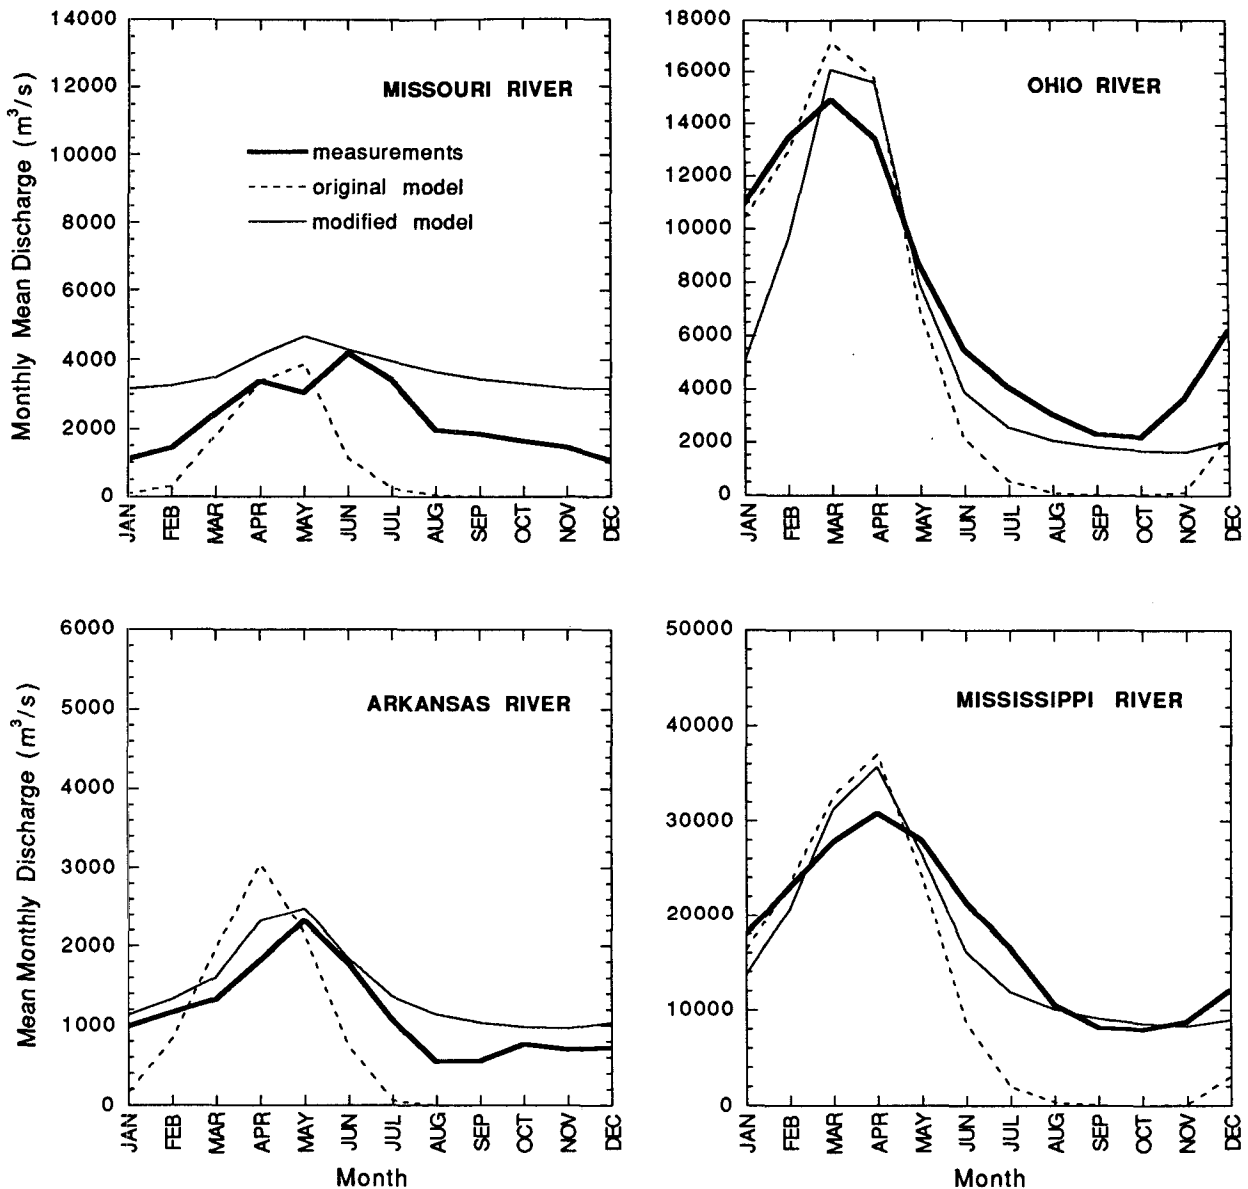 Monthly Mean Discharge (m³/s)
14000
12000
10000
8000
6000
4000
2000
0
MISSOURI RIVER
measurements
original model
modified model
JAN
FEB
MAR
APR
MAY
JUN
JUL
AUG
SEP
OCT
NOV
DEC
18000
16000
14000
12000
10000
8000
6000
4000
2000
0
OHIO RIVER
JAN
FEB
MAR
APR
MAY
JUN
JUL
AUG
SEP
OCT
NOV
DEC
Mean Monthly Discharge (m³/s)
6000
5000
4000
3000
2000
1000
0
ARKANSAS RIVER
JAN
FEB
MAR
APR
MAY
JUN
JUL
AUG
SEP
OCT
NOV
DEC
Month
50000
40000
30000
20000
10000
0
MISSISSIPPI RIVER
JAN
FEB
MAR
APR
MAY
JUN
JUL
AUG
SEP
OCT
NOV
DEC
Month